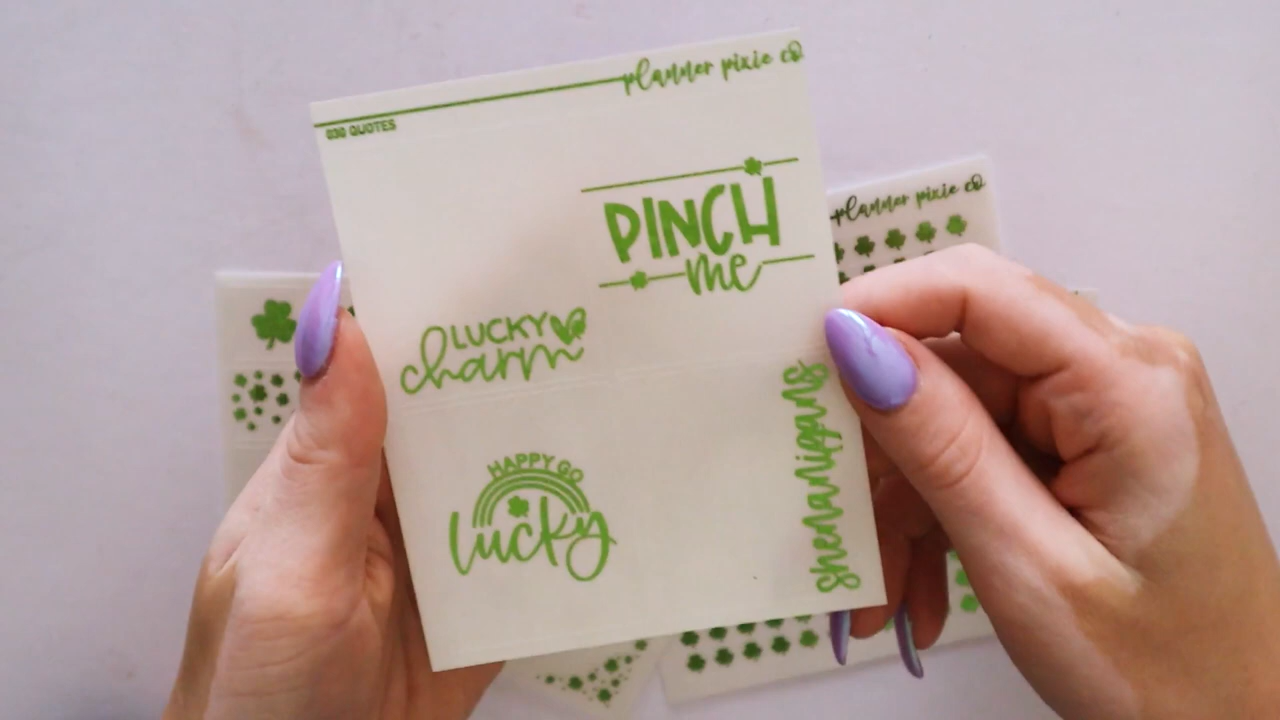 planner pixie co
030 QUOTES
PINCH
me
LUCKY
charm
HAPPY GO
lucky
shenanigans
planner pixie co